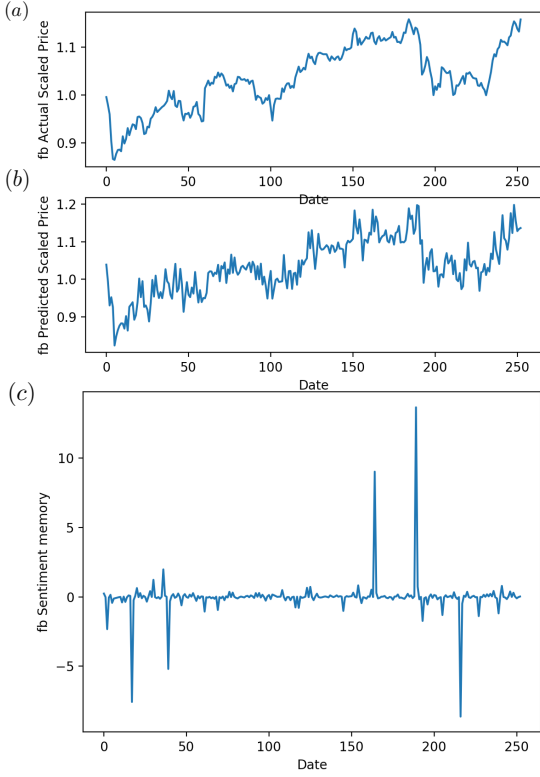 (a)
fb Actual Scaled Price
1.1
1.0
0.9
0 50 100 150 200 250
Date
(b)
fb Predicted Scaled Price
1.2
1.1
1.0
0.9
0 50 100 150 200 250
Date
(c)
fb Sentiment memory
10
5
0
−5
0 50 100 150 200 250
Date